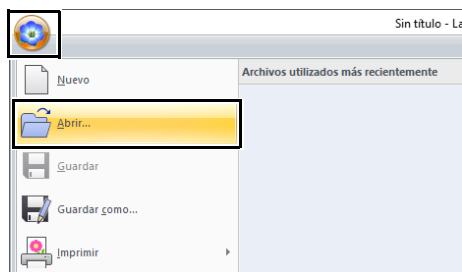 Sin título - La
Nuevo
Archivos utilizados más recientemente
Abrir...
Guardar
Guardar como...
Imprimir